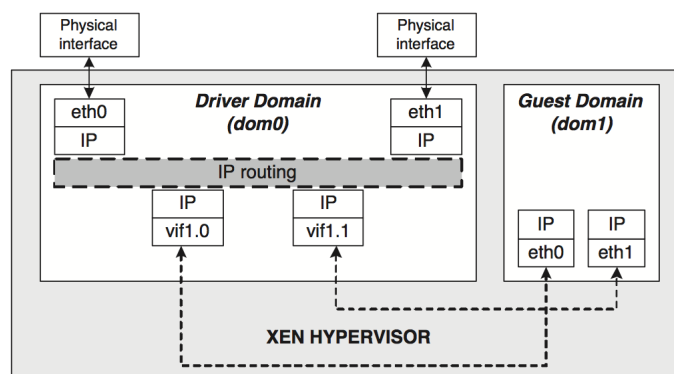 Physical
interface
Physical
interface
Driver Domain
(dom0)
Guest Domain
(dom1)
eth0
IP
eth1
IP
IP routing
IP
vif1.0
IP
vif1.1
IP
eth0
IP
eth1
XEN HYPERVISOR